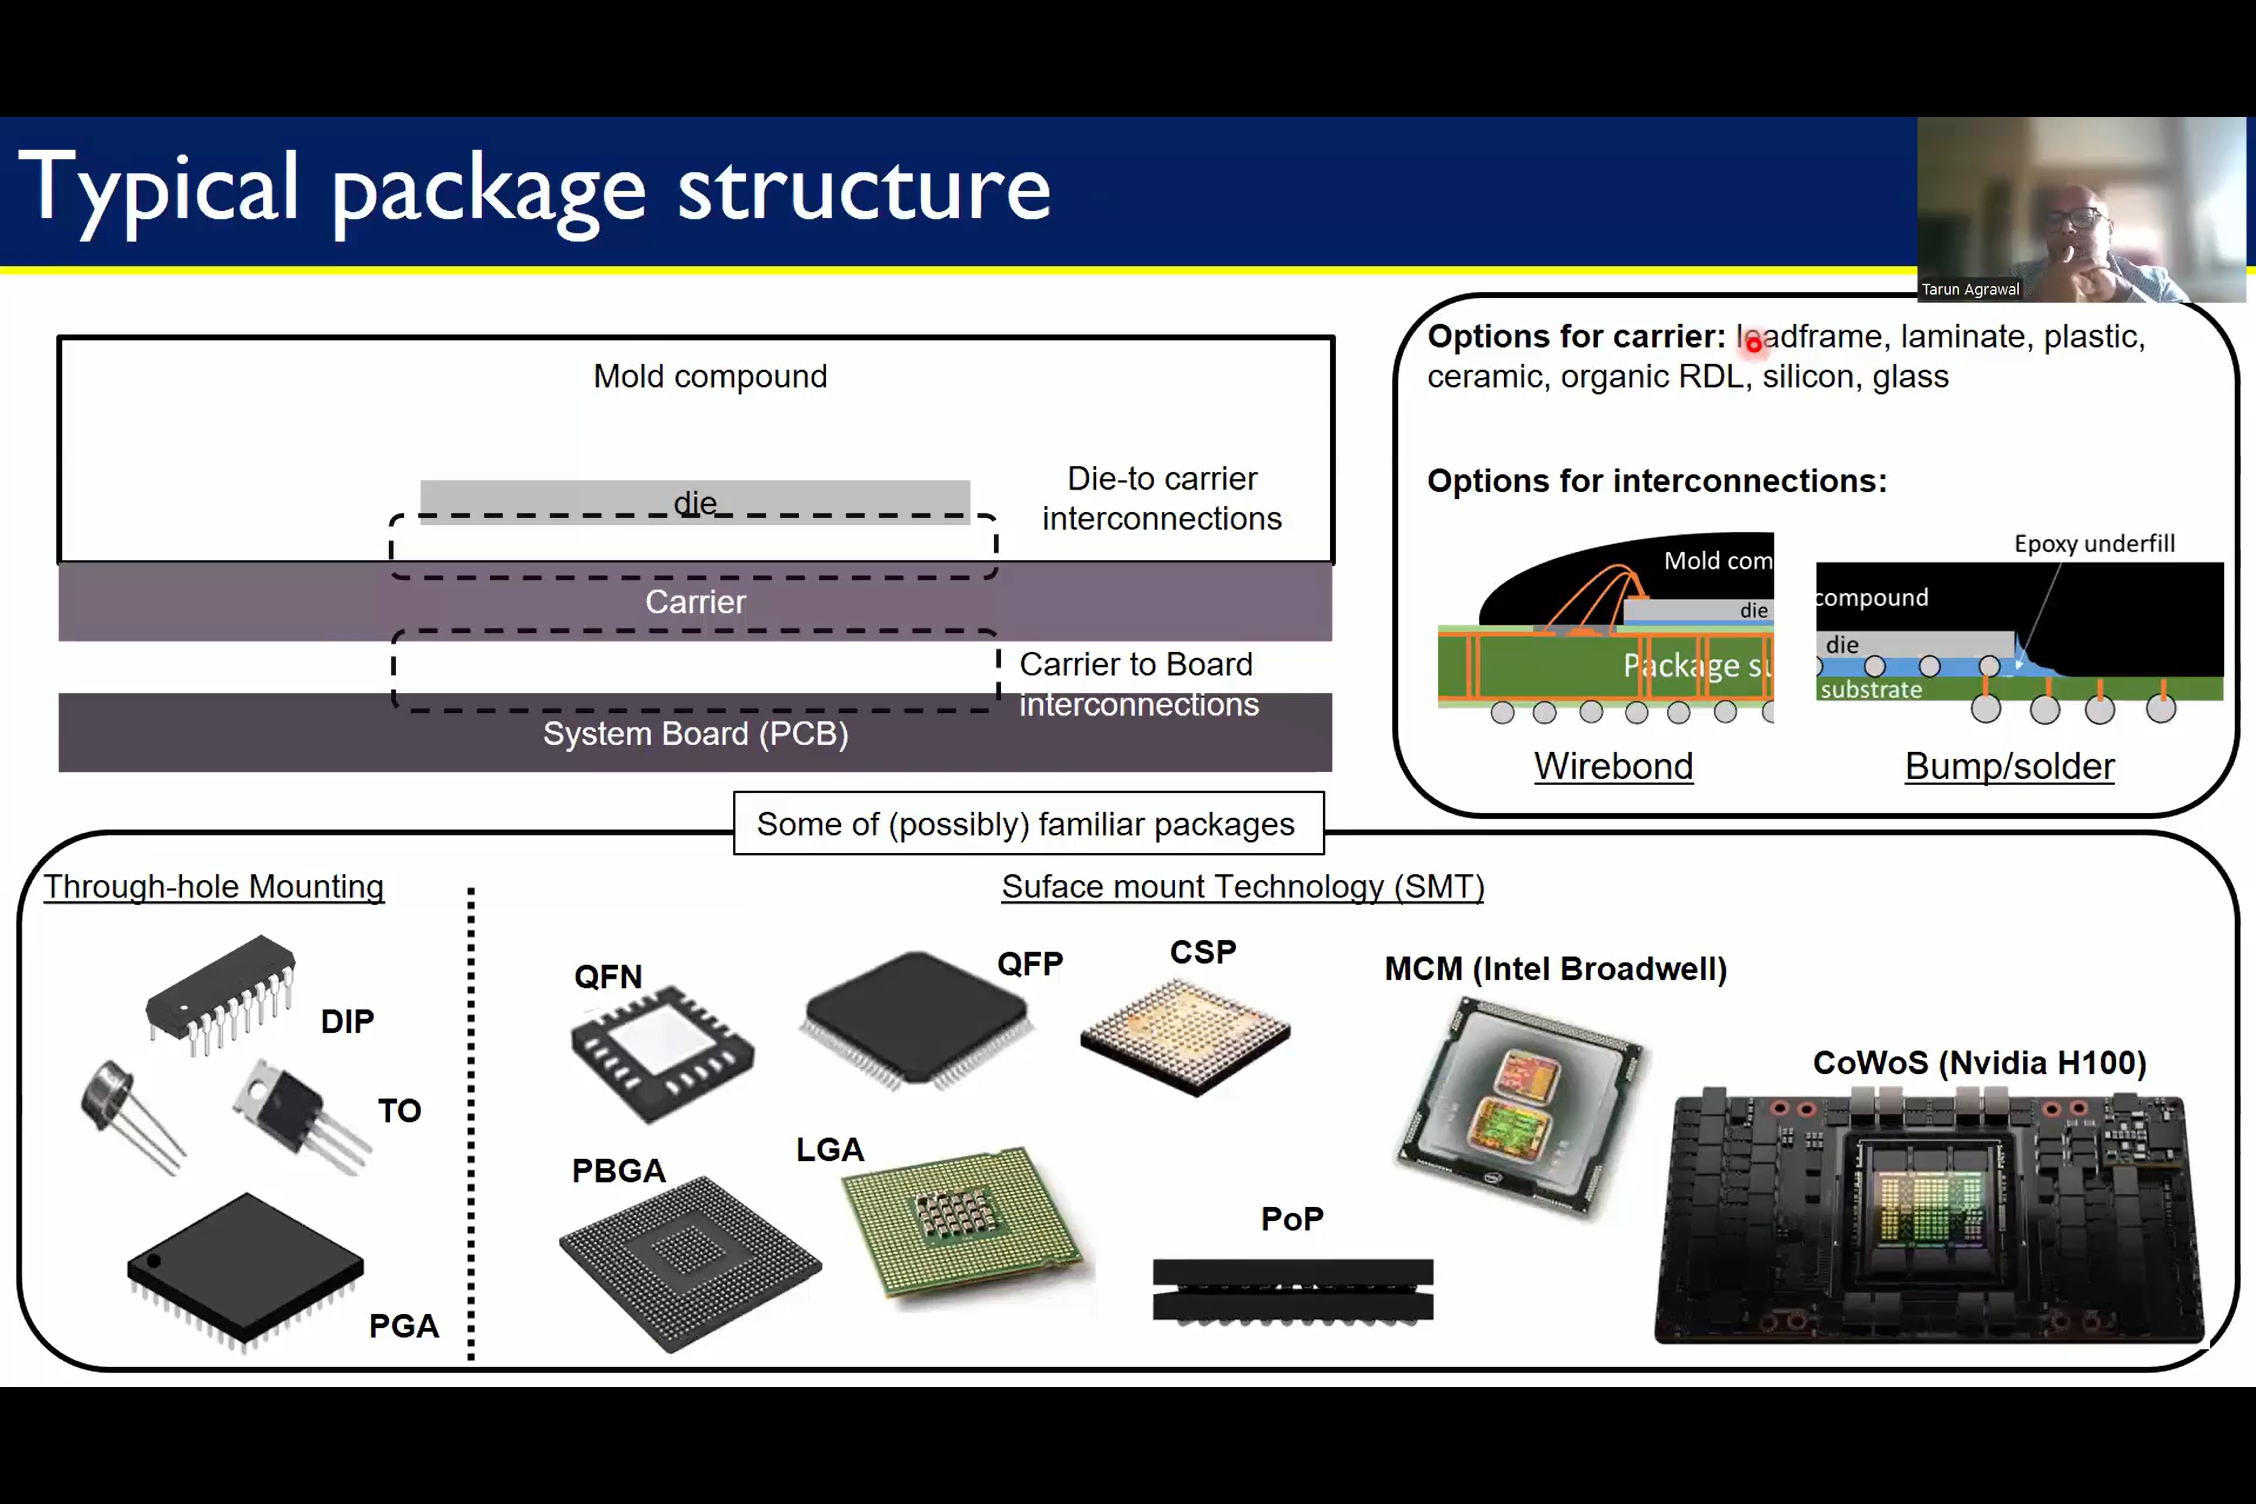 Typical package structure
Tarun Agrawal
Mold compound
die
Die-to carrier
interconnections
Carrier
Carrier to Board
interconnections
System Board (PCB)
Options for carrier: leadframe, laminate, plastic,
ceramic, organic RDL, silicon, glass
Options for interconnections:
Mold com
die
Package su
Wirebond
Epoxy underfill
compound
die
substrate
Bump/solder
Some of (possibly) familiar packages
Through-hole Mounting
DIP
TO
PGA
Suface mount Technology (SMT)
QFN
QFP
CSP
MCM (Intel Broadwell)
CoWoS (Nvidia H100)
PBGA
LGA
PoP